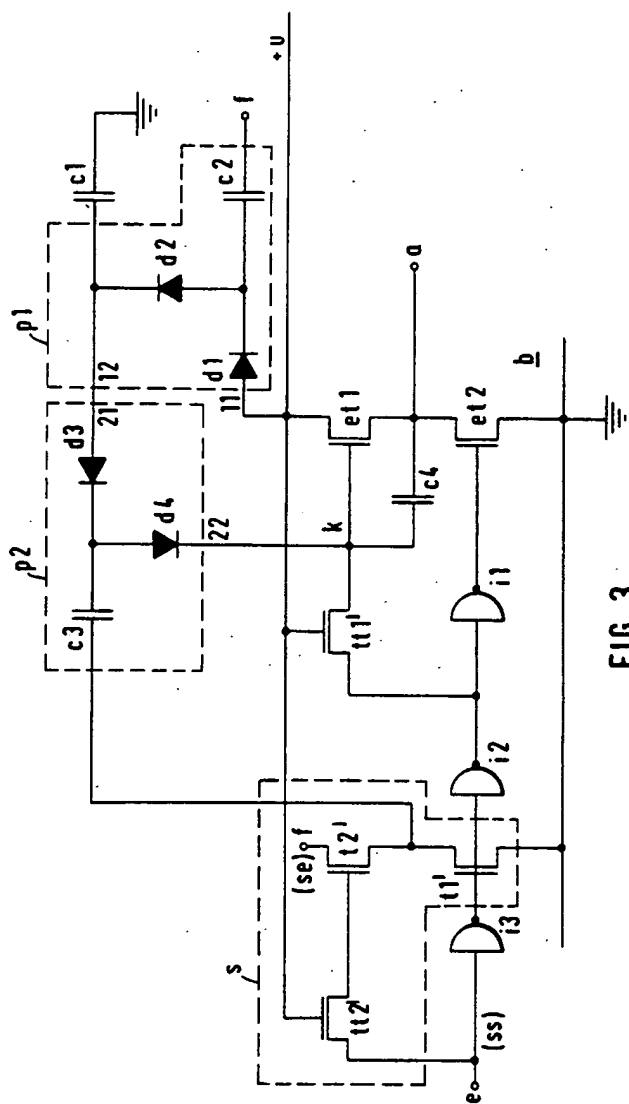 +U
c1
f
c2
p1
d2
12
d1
11
21
d3
p2
d4
22
c3
et1
a
k
c4
et2
b
tt1'
i1
s
(se) f
t2'
i2
tt2'
t1'
i3
(ss)
e
FIG. 3